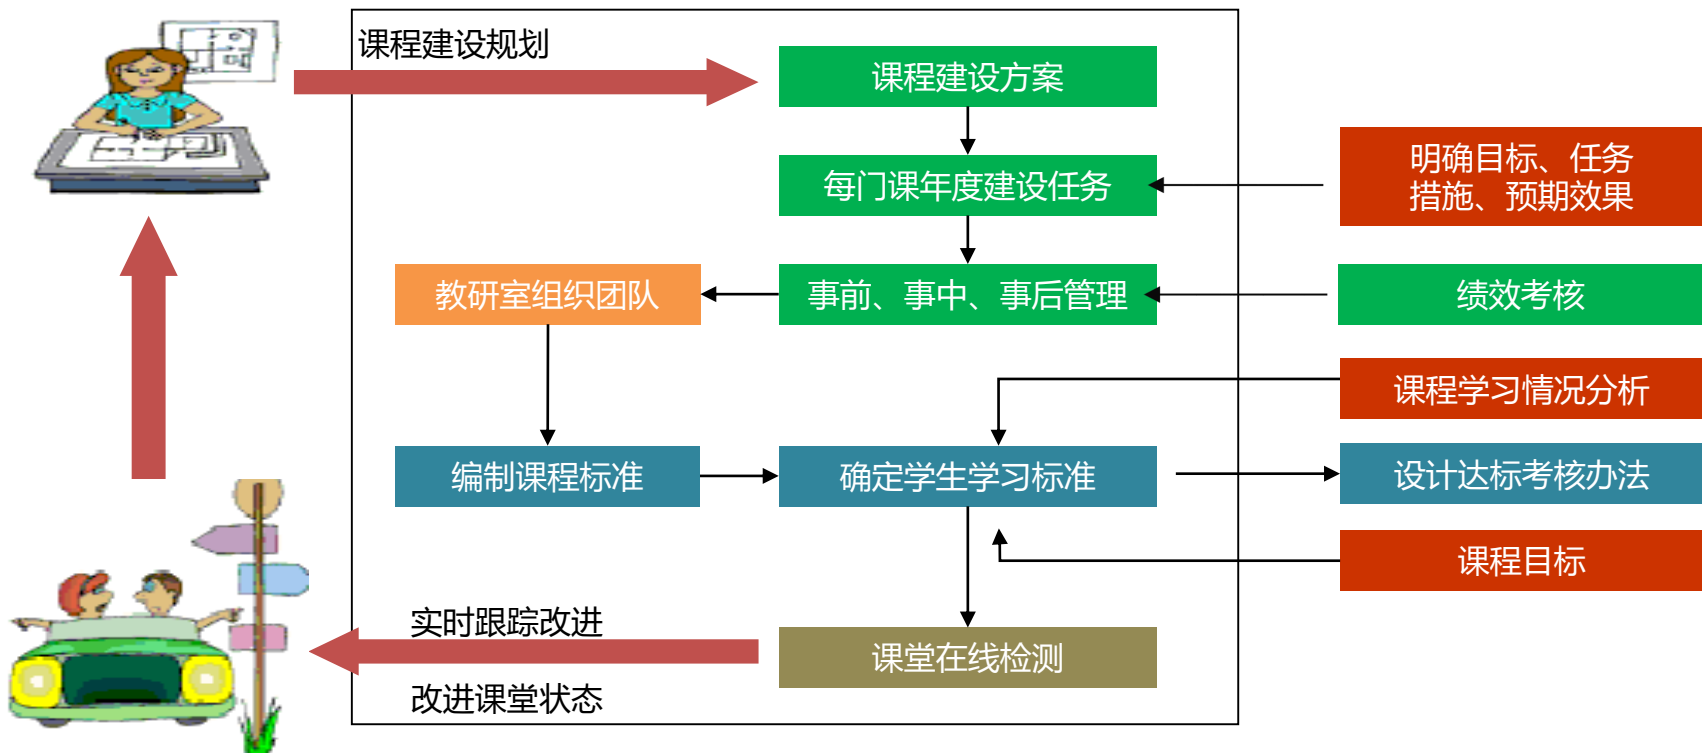 课程建设规划
课程建设方案
每门课年度建设任务
明确目标、任务
措施、预期效果
教研室组织团队
事前、事中、事后管理
绩效考核
课程学习情况分析
编制课程标准
确定学生学习标准
设计达标考核办法
课程目标
实时跟踪改进
课堂在线检测
改进课堂状态